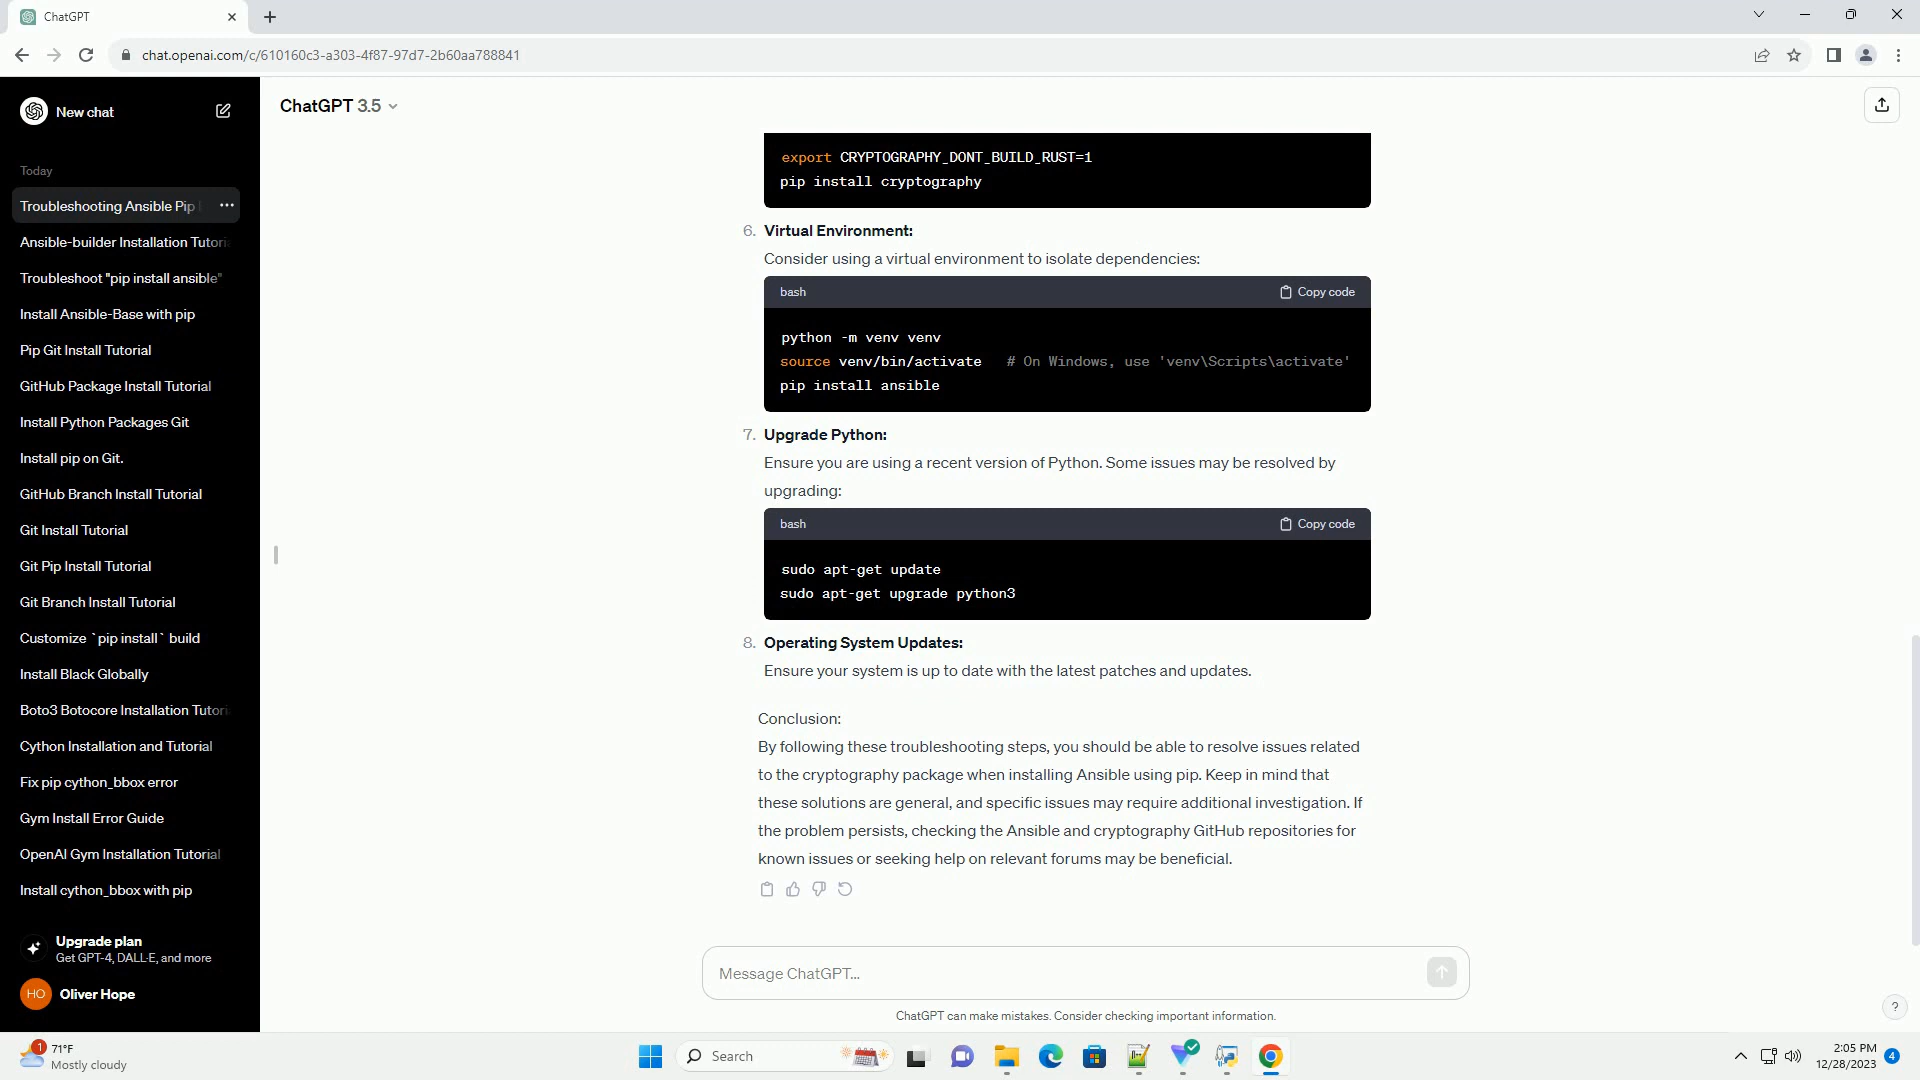 ChatGPT
chat.openai.com/c/610160c3-a303-4f87-97d7-2b60aa788841
New chat
ChatGPT 3.5
Today
Troubleshooting Ansible Pip
Ansible-builder Installation Tutori
Troubleshoot "pip install ansible"
Install Ansible-Base with pip
Pip Git Install Tutorial
GitHub Package Install Tutorial
Install Python Packages Git
Install pip on Git.
GitHub Branch Install Tutorial
Git Install Tutorial
Git Pip Install Tutorial
Git Branch Install Tutorial
Customize `pip install` build
Install Black Globally
Boto3 Botocore Installation Tutori
Cython Installation and Tutorial
Fix pip cython_bbox error
Gym Install Error Guide
OpenAI Gym Installation Tutorial
Install cython_bbox with pip
Upgrade plan
Get GPT-4, DALL·E, and more
HO Oliver Hope
export CRYPTOGRAPHY_DONT_BUILD_RUST=1
pip install cryptography
6. Virtual Environment:
Consider using a virtual environment to isolate dependencies:
bash Copy code
python -m venv venv
source venv/bin/activate # On Windows, use 'venv\Scripts\activate'
pip install ansible
7. Upgrade Python:
Ensure you are using a recent version of Python. Some issues may be resolved by
upgrading:
bash Copy code
sudo apt-get update
sudo apt-get upgrade python3
8. Operating System Updates:
Ensure your system is up to date with the latest patches and updates.
Conclusion:
By following these troubleshooting steps, you should be able to resolve issues related
to the cryptography package when installing Ansible using pip. Keep in mind that
these solutions are general, and specific issues may require additional investigation. If
the problem persists, checking the Ansible and cryptography GitHub repositories for
known issues or seeking help on relevant forums may be beneficial.
Message ChatGPT...
ChatGPT can make mistakes. Consider checking important information.
?
1
71°F
Mostly cloudy
Search
2:05 PM
12/28/2023
4